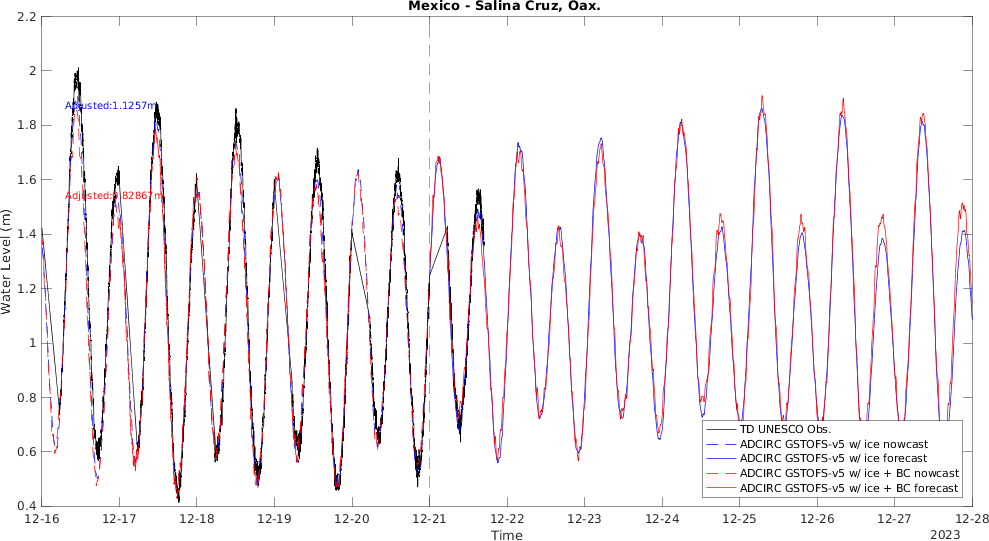 Mexico - Salina Cruz, Oax.
Water Level (m)
2.2
2
1.8
1.6
1.4
1.2
1
0.8
0.6
0.4
Adjusted:1.1257m
Adjusted:0.82867m
TD UNESCO Obs.
ADCIRC GSTOFS-v5 w/ ice nowcast
ADCIRC GSTOFS-v5 w/ ice forecast
ADCIRC GSTOFS-v5 w/ ice + BC nowcast
ADCIRC GSTOFS-v5 w/ ice + BC forecast
12-16 12-17 12-18 12-19 12-20 12-21 12-22 12-23 12-24 12-25 12-26 12-27 12-28
Time
2023